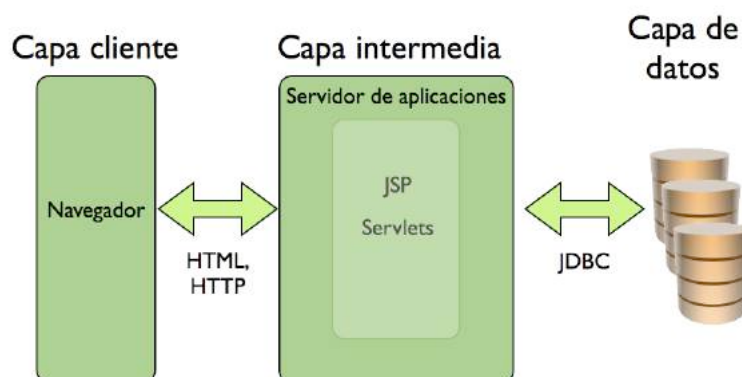 Capa cliente
Capa intermedia
Capa de
datos
Servidor de aplicaciones
Navegador
JSP
Servlets
HTML,
HTTP
JDBC